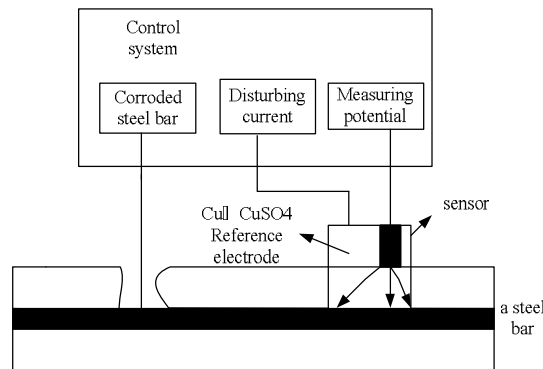 Control
system
Corroded
steel bar
Disturbing
current
Measuring
potential
Cu▯ CuSO4
Reference
electrode
sensor
a steel
bar